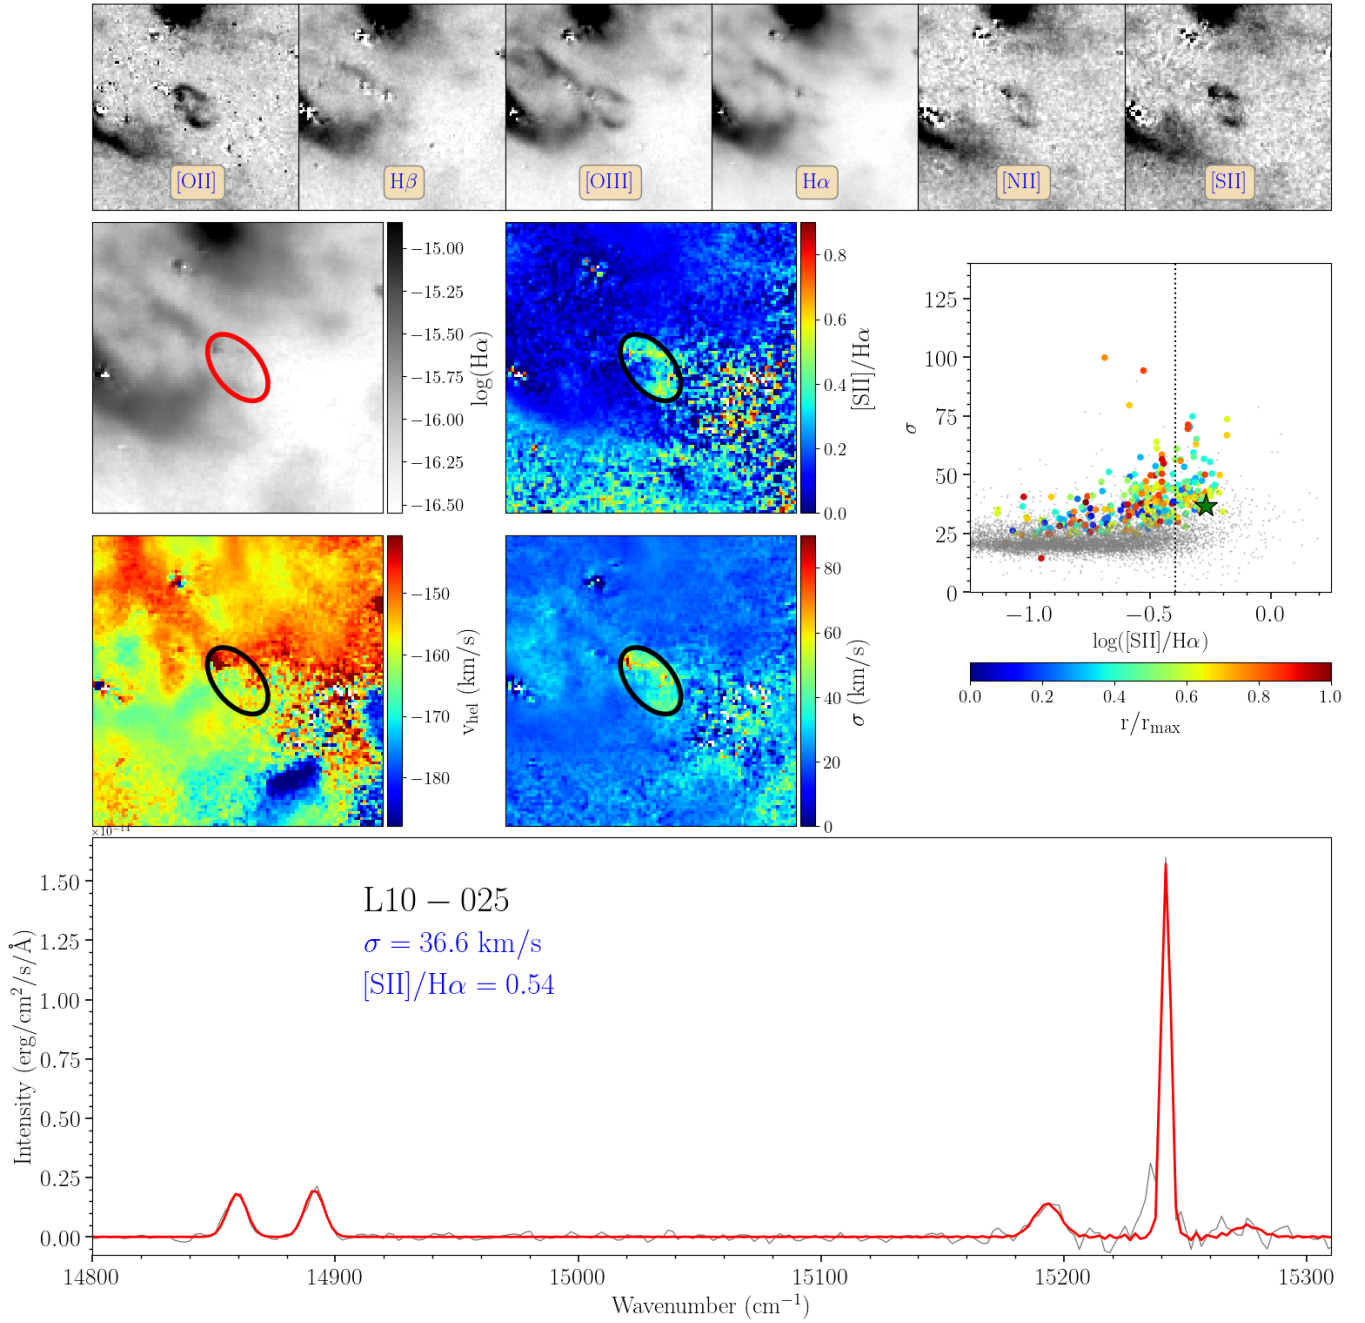 [OII] Hβ [OIII] Hα [NII] [SII]
−15.00
−15.25
−15.50
−15.75
−16.00
−16.25
−16.50
log(Hα)
0.8
0.6
0.4
0.2
0.0
[SII]/Hα
125
100
75
50
25
0
σ
−1.0 −0.5 0.0
log([SII]/Hα)
0.0 0.2 0.4 0.6 0.8 1.0
r/r_max
−150
−160
−170
−180
v_hel (km/s)
80
60
40
20
0
σ (km/s)
×10⁻¹⁴
L10 − 025
σ = 36.6 km/s
[SII]/Hα = 0.54
1.50
1.25
1.00
0.75
0.50
0.25
0.00
Intensity (erg/cm²/s/Å)
14800 14900 15000 15100 15200 15300
Wavenumber (cm⁻¹)